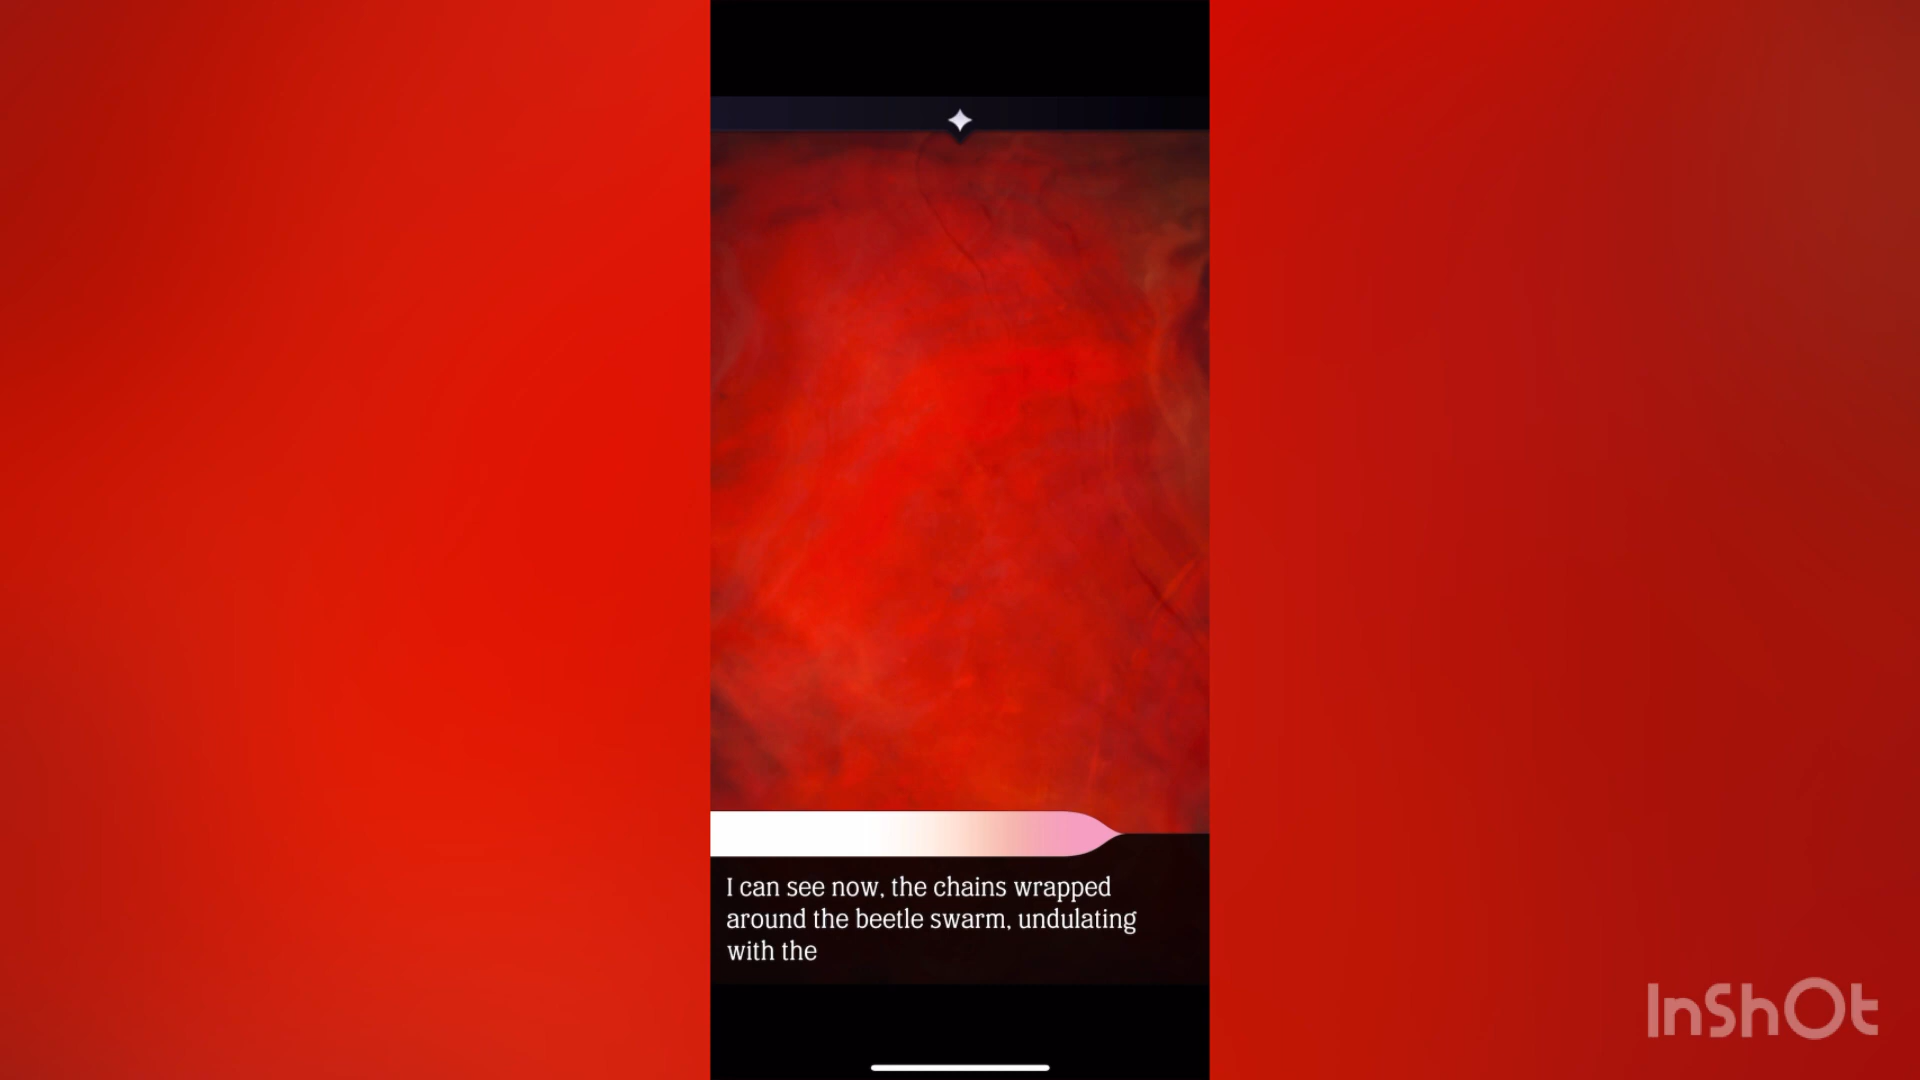 I can see now, the chains wrapped
around the beetle swarm, undulating
with the
InShOt